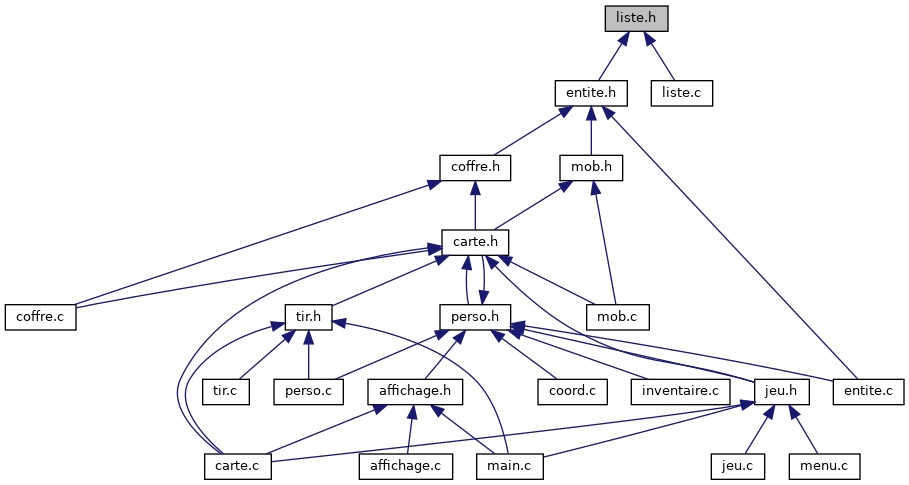 liste.h
entite.h
liste.c
coffre.h
mob.h
carte.h
coffre.c
tir.h
perso.h
mob.c
tir.c
perso.c
affichage.h
coord.c
inventaire.c
jeu.h
entite.c
carte.c
affichage.c
main.c
jeu.c
menu.c